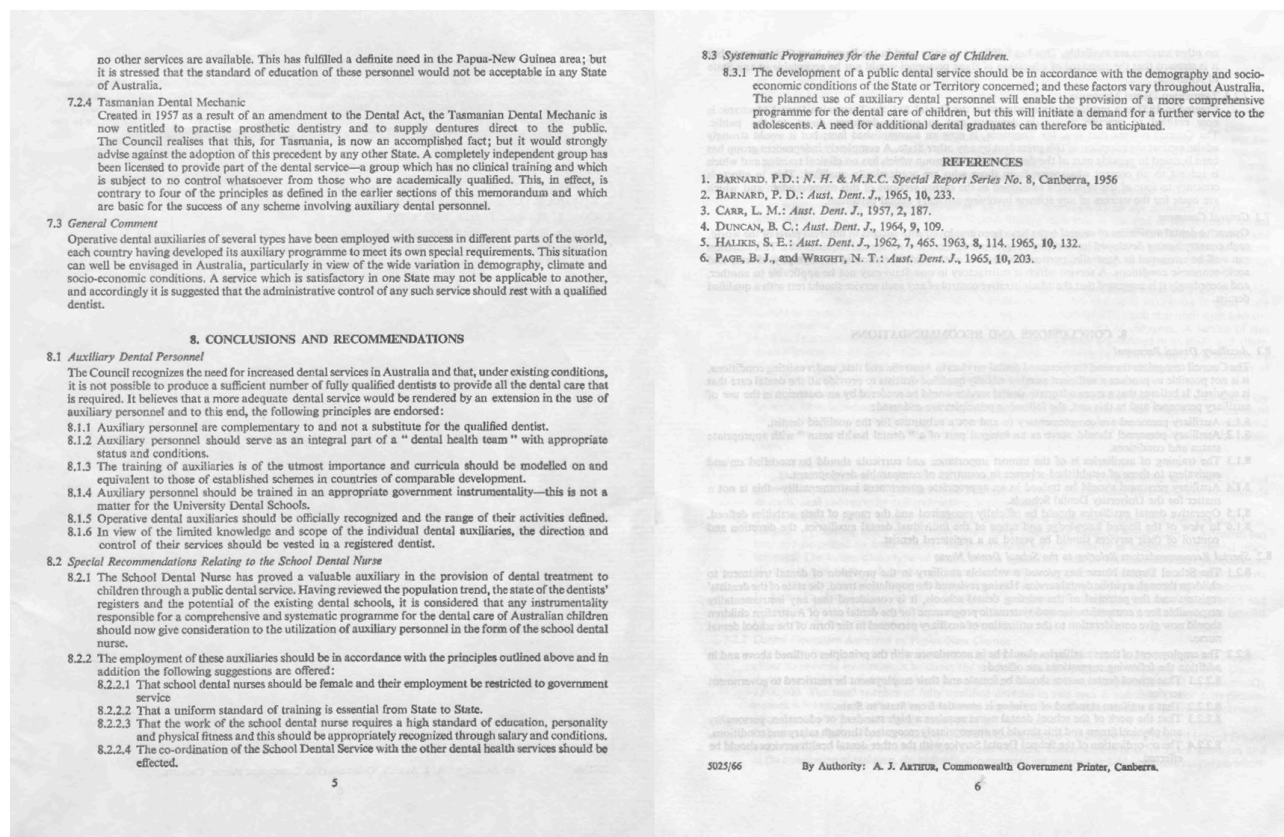 no other services are available. This has fulfilled a definite need in the Papua-New Guinea area; but
it is stressed that the standard of education of these personnel would not be acceptable in any State
of Australia.
7.2.4 Tasmanian Dental Mechanic
Created in 1957 as a result of an amendment to the Dental Act, the Tasmanian Dental Mechanic is
now entitled to practise prosthetic dentistry and to supply dentures direct to the public.
The Council realises that this, for Tasmania, is now an accomplished fact; but it would strongly
advise against the adoption of this precedent by any other State. A completely independent group has
been licensed to provide part of the dental service—a group which has no clinical training and which
is subject to no control whatsoever from those who are academically qualified. This, in effect, is
contrary to four of the principles as defined in the earlier sections of this memorandum and which
are basic for the success of any scheme involving auxiliary dental personnel.
7.3 General Comment
Operative dental auxiliaries of several types have been employed with success in different parts of the world,
each country having developed its auxiliary programme to meet its own special requirements. This situation
can well be envisaged in Australia, particularly in view of the wide variation in demography, climate and
socio-economic conditions. A service which is satisfactory in one State may not be applicable to another,
and accordingly it is suggested that the administrative control of any such service should rest with a qualified
dentist.
8. CONCLUSIONS AND RECOMMENDATIONS
8.1 Auxiliary Dental Personnel
The Council recognizes the need for increased dental services in Australia and that, under existing conditions,
it is not possible to produce a sufficient number of fully qualified dentists to provide all the dental care that
is required. It believes that a more adequate dental service would be rendered by an extension in the use of
auxiliary personnel and to this end, the following principles are endorsed:
8.1.1 Auxiliary personnel are complementary to and not a substitute for the qualified dentist.
8.1.2 Auxiliary personnel should serve as an integral part of a " dental health team " with appropriate
status and conditions.
8.1.3 The training of auxiliaries is of the utmost importance and curricula should be modelled on and
equivalent to those of established schemes in countries of comparable development.
8.1.4 Auxiliary personnel should be trained in an appropriate government instrumentality—this is not a
matter for the University Dental Schools.
8.1.5 Operative dental auxiliaries should be officially recognized and the range of their activities defined.
8.1.6 In view of the limited knowledge and scope of the individual dental auxiliaries, the direction and
control of their services should be vested in a registered dentist.
8.2 Special Recommendations Relating to the School Dental Nurse
8.2.1 The School Dental Nurse has proved a valuable auxiliary in the provision of dental treatment to
children through a public dental service. Having reviewed the population trend, the state of the dentists'
registers and the potential of the existing dental schools, it is considered that any instrumentality
responsible for a comprehensive and systematic programme for the dental care of Australian children
should now give consideration to the utilization of auxiliary personnel in the form of the school dental
nurse.
8.2.2 The employment of these auxiliaries should be in accordance with the principles outlined above and in
addition the following suggestions are offered:
8.2.2.1 That school dental nurses should be female and their employment be restricted to government
service
8.2.2.2 That a uniform standard of training is essential from State to State.
8.2.2.3 That the work of the school dental nurse requires a high standard of education, personality
and physical fitness and this should be appropriately recognized through salary and conditions.
8.2.2.4 The co-ordination of the School Dental Service with the other dental health services should be
effected.
5
8.3 Systematic Programmes for the Dental Care of Children.
8.3.1 The development of a public dental service should be in accordance with the demography and socio-
economic conditions of the State or Territory concerned; and these factors vary throughout Australia.
The planned use of auxiliary dental personnel will enable the provision of a more comprehensive
programme for the dental care of children, but this will initiate a demand for a further service to the
adolescents. A need for additional dental graduates can therefore be anticipated.
REFERENCES
1. BARNARD. P.D.: N. H. & M.R.C. Special Report Series No. 8, Canberra, 1956
2. BARNARD, P. D.: Aust. Dent. J., 1965, 10, 233.
3. CARR, L. M.: Aust. Dent. J., 1957, 2, 187.
4. DUNCAN, B. C.: Aust. Dent. J., 1964, 9, 109.
5. HALIKIS, S. E.: Aust. Dent. J., 1962, 7, 465. 1963, 8, 114. 1965, 10, 132.
6. PAGE, B. J., and WRIGHT, N. T.: Aust. Dent. J., 1965, 10, 203.
5025/66 By Authority: A. J. ARTHUR, Commonwealth Government Printer, Canberra.
6